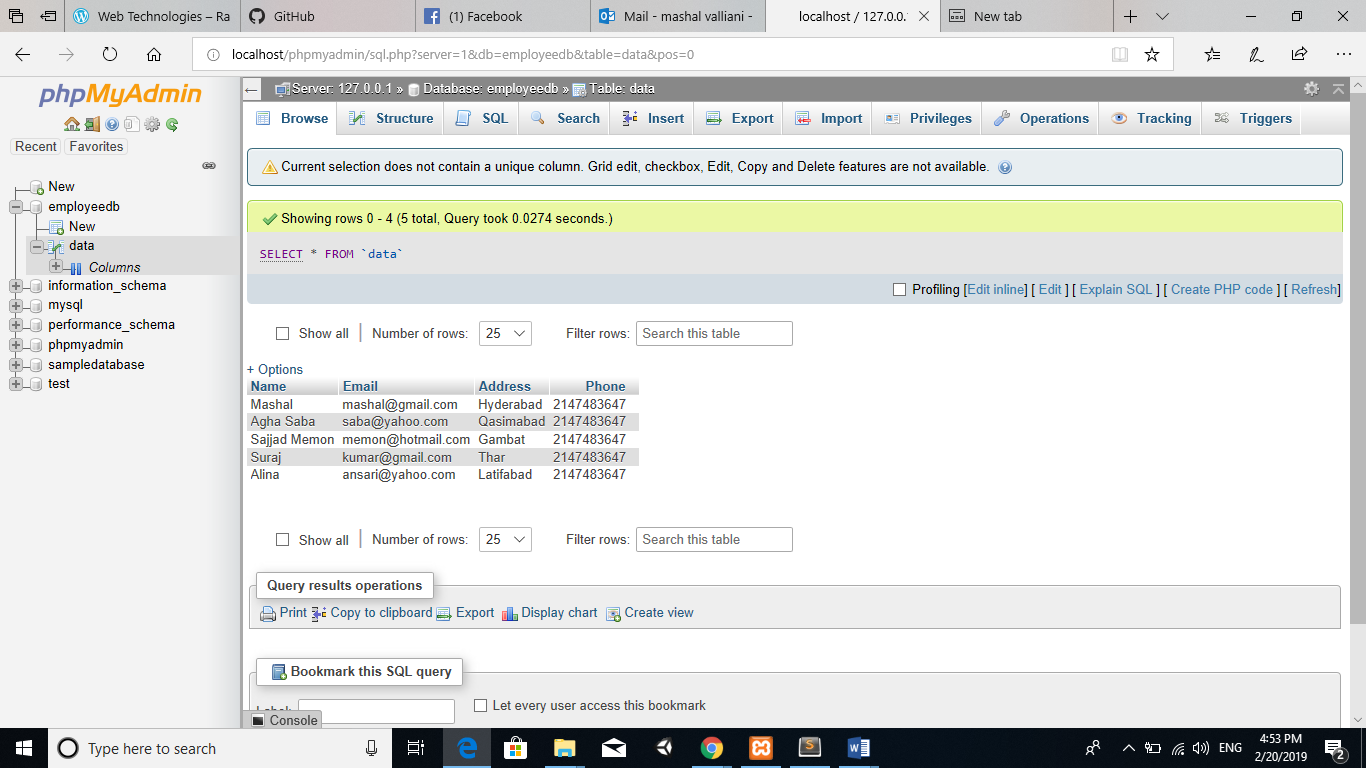 Web Technologies – Ra
GitHub
(1) Facebook
Mail - mashal valliani -
localhost / 127.0.0.
New tab
localhost/phpmyadmin/sql.php?server=1&db=employeedb&table=data&pos=0
phpMyAdmin
Recent Favorites
New
employeedb
New
data
Columns
information_schema
mysql
performance_schema
phpmyadmin
sampledatabase
test
Server: 127.0.0.1 » Database: employeedb » Table: data
Browse Structure SQL Search Insert Export Import Privileges Operations Tracking Triggers
Current selection does not contain a unique column. Grid edit, checkbox, Edit, Copy and Delete features are not available.
Showing rows 0 - 4 (5 total, Query took 0.0274 seconds.)
SELECT * FROM `data`
Profiling [Edit inline] [ Edit ] [ Explain SQL ] [ Create PHP code ] [ Refresh]
Show all | Number of rows: 25 Filter rows: Search this table
+ Options
Name Email Address Phone
Mashal mashal@gmail.com Hyderabad 2147483647
Agha Saba saba@yahoo.com Qasimabad 2147483647
Sajjad Memon memon@hotmail.com Gambat 2147483647
Suraj kumar@gmail.com Thar 2147483647
Alina ansari@yahoo.com Latifabad 2147483647
Show all | Number of rows: 25 Filter rows: Search this table
Query results operations
Print Copy to clipboard Export Display chart Create view
Bookmark this SQL query
Label: Let every user access this bookmark
Console
Type here to search
ENG
4:53 PM
2/20/2019
2